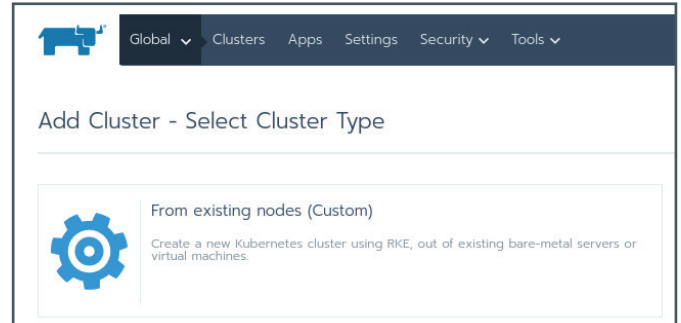 Global Clusters Apps Settings Security Tools
Add Cluster - Select Cluster Type
From existing nodes (Custom)
Create a new Kubernetes cluster using RKE, out of existing bare-metal servers or
virtual machines.